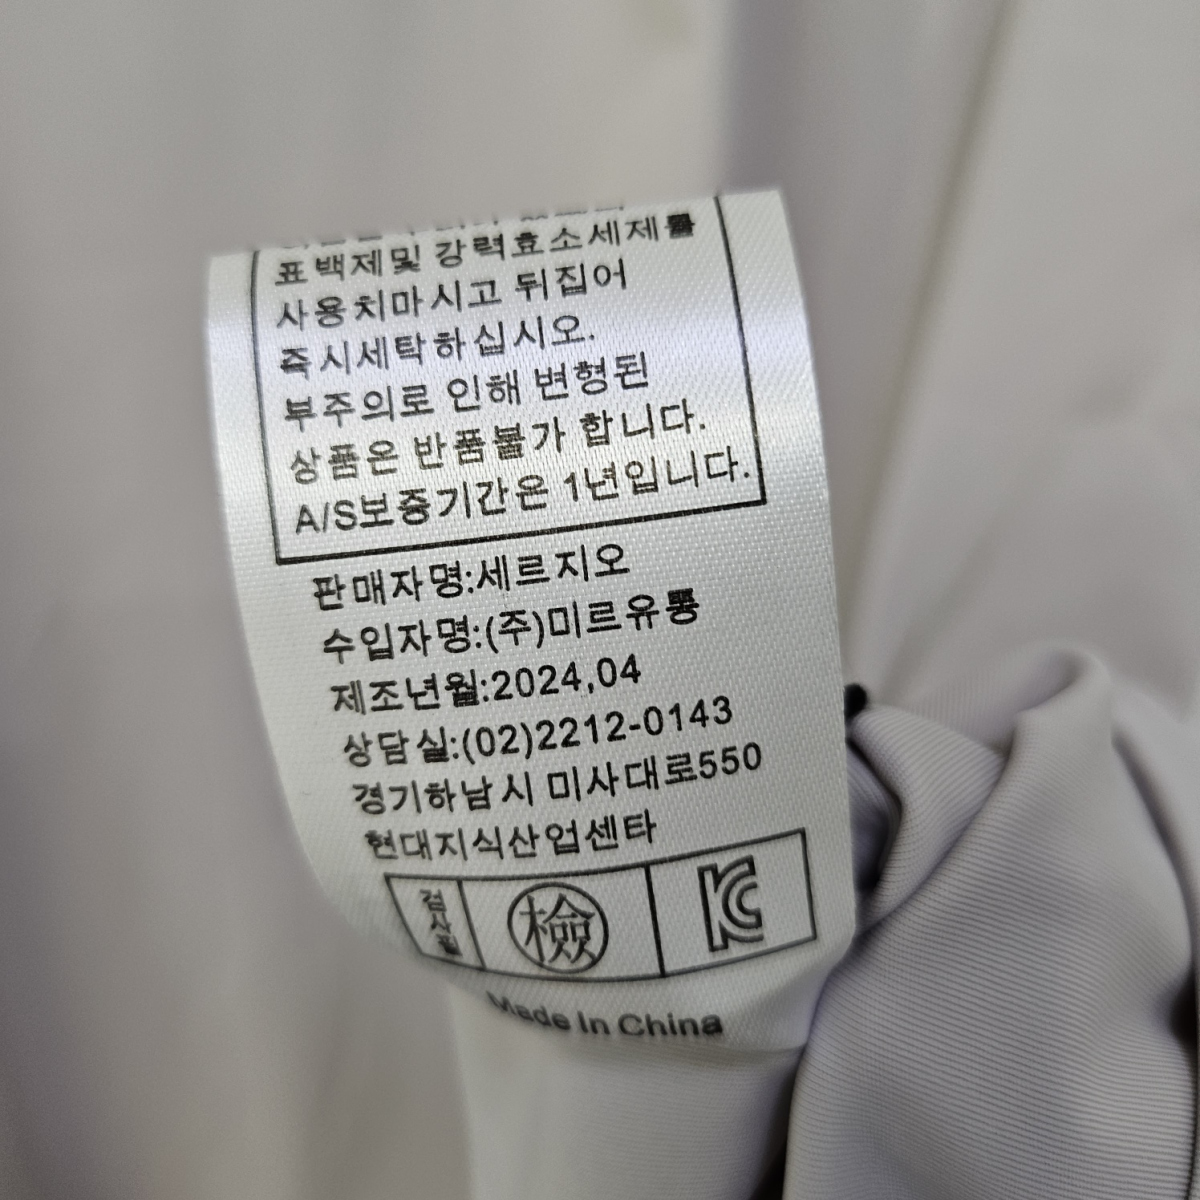 표백제및 강력효소세제를
사용치마시고 뒤집어
즉시세탁하십시오.
부주의로 인해 변형된
상품은 반품불가 합니다.
A/S보증기간은 1년입니다.
판매자명:세르지오
수입자명:(주)미르유통
제조년월:2024,04
상담실:(02)2212-0143
경기하남시 미사대로550
현대지식산업센타
검사필 檢 KC
Made In China